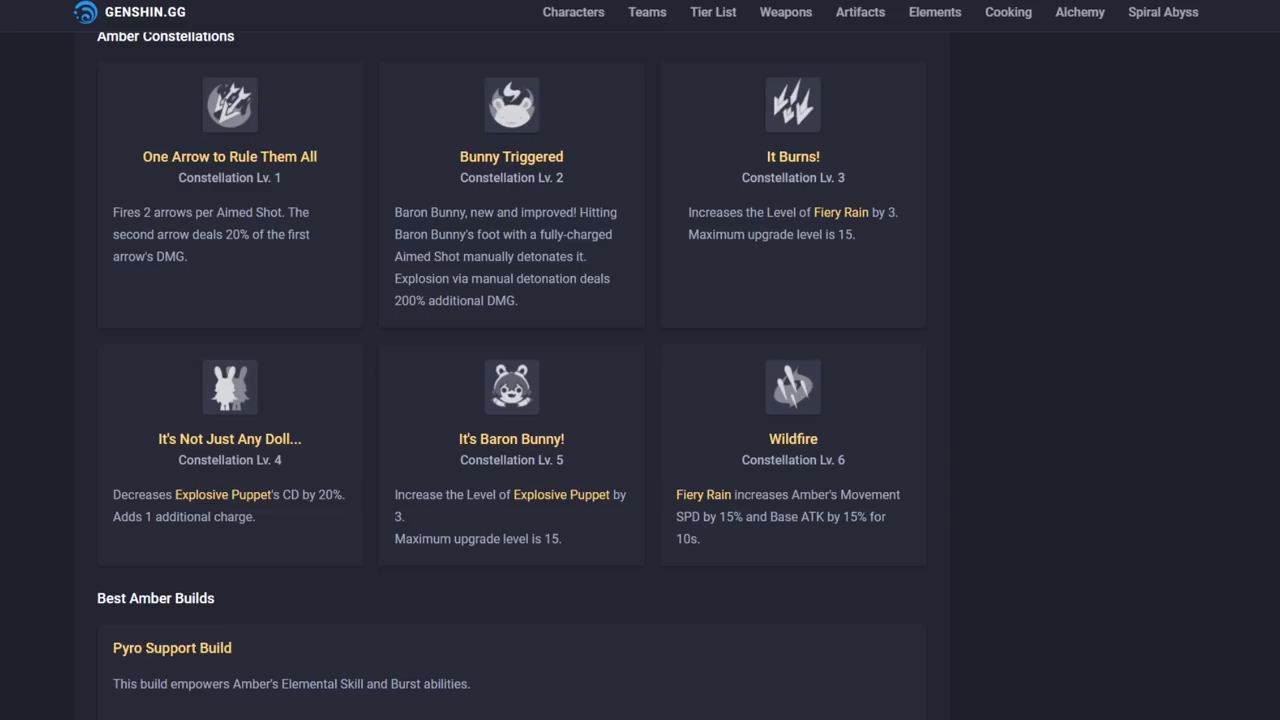 GENSHIN.GG
Characters Teams Tier List Weapons Artifacts Elements Cooking Alchemy Spiral Abyss
Amber Constellations
One Arrow to Rule Them All
Constellation Lv. 1
Fires 2 arrows per Aimed Shot. The
second arrow deals 20% of the first
arrow's DMG.
Bunny Triggered
Constellation Lv. 2
Baron Bunny, new and improved! Hitting
Baron Bunny's foot with a fully-charged
Aimed Shot manually detonates it.
Explosion via manual detonation deals
200% additional DMG.
It Burns!
Constellation Lv. 3
Increases the Level of Fiery Rain by 3.
Maximum upgrade level is 15.
It's Not Just Any Doll...
Constellation Lv. 4
Decreases Explosive Puppet's CD by 20%.
Adds 1 additional charge.
It's Baron Bunny!
Constellation Lv. 5
Increase the Level of Explosive Puppet by
3.
Maximum upgrade level is 15.
Wildfire
Constellation Lv. 6
Fiery Rain increases Amber's Movement
SPD by 15% and Base ATK by 15% for
10s.
Best Amber Builds
Pyro Support Build
This build empowers Amber's Elemental Skill and Burst abilities.